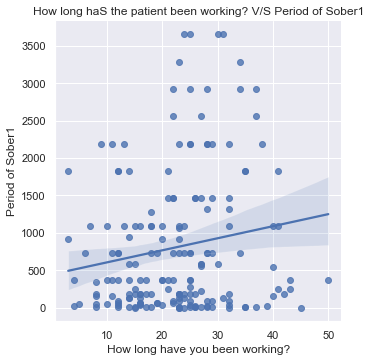 How long haS the patient been working? V/S Period of Sober1
3500
3000
2500
2000
1500
1000
500
0
Period of Sober1
10 20 30 40 50
How long have you been working?